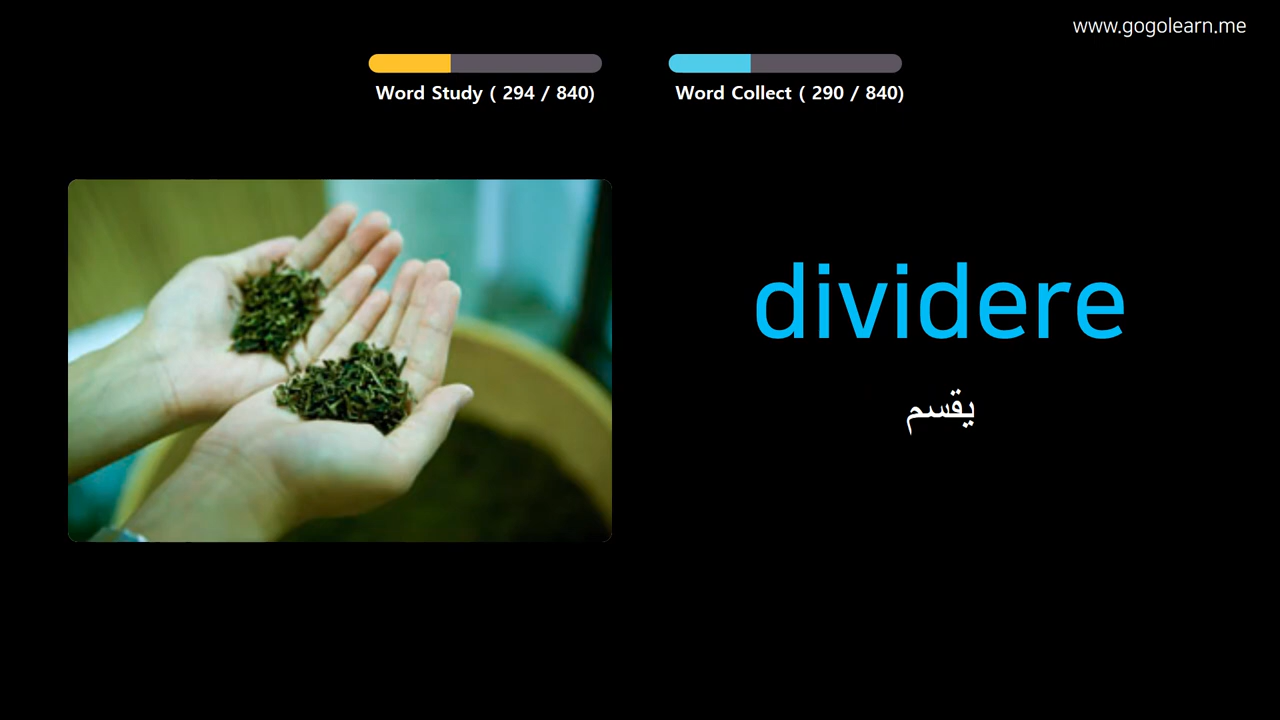 www.gogolearn.me
Word Study ( 294 / 840)
Word Collect ( 290 / 840)
dividere
يقسم